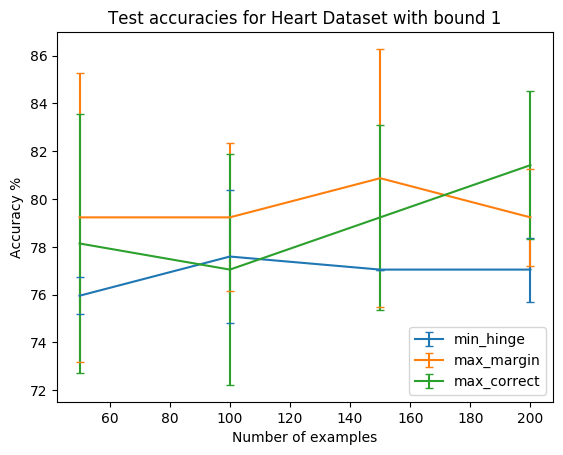 Test accuracies for Heart Dataset with bound 1
Accuracy %
86
84
82
80
78
76
74
72
60
80
100
120
140
160
180
200
Number of examples
min_hinge
max_margin
max_correct